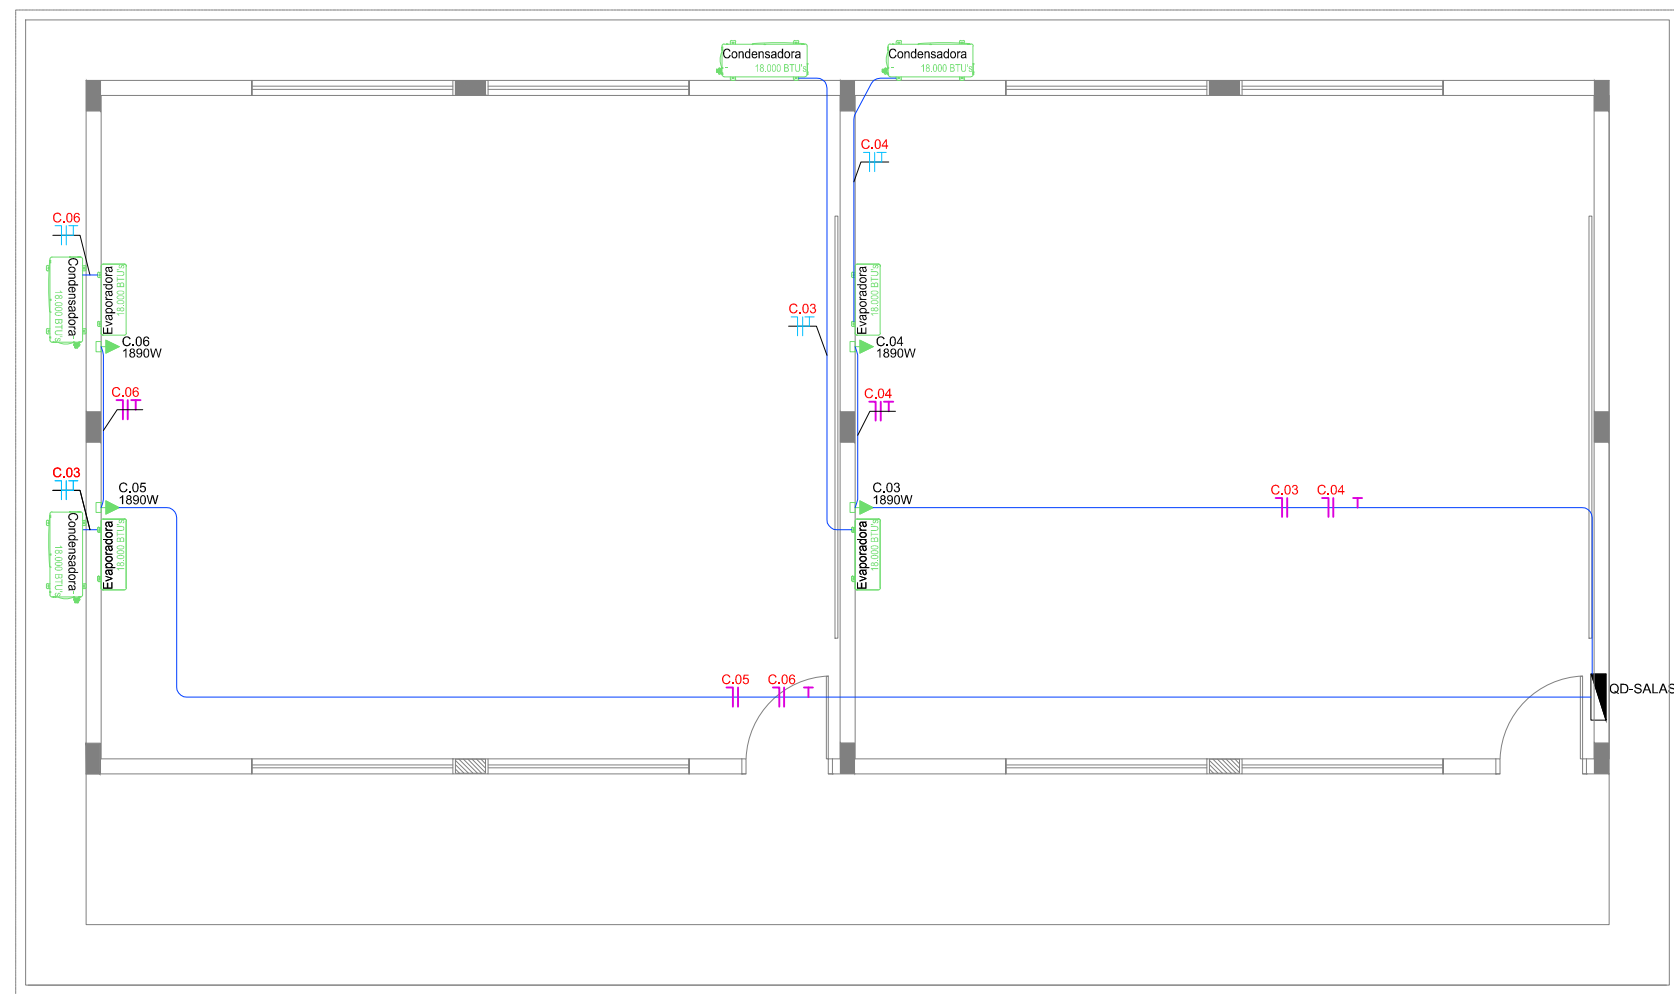 Condensadora
18.000 BTU's
Condensadora
18.000 BTU's
C.04
C.06
Condensadora
18.000 BTU's
Evaporadora
18.000 BTU's
C.06
1890W
C.03
Evaporadora
18.000 BTU's
C.04
1890W
C.06
C.04
C.03
C.05
1890W
Condensadora
18.000 BTU's
Evaporadora
18.000 BTU's
C.03
1890W
Evaporadora
18.000 BTU's
C.03
C.04
T
C.05
C.06
T
QD-SALAS